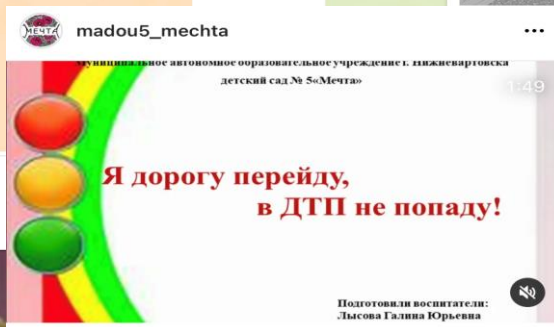 МЕЧТА
madou5_mechta
Муниципальное автономное образовательное учреждение г. Нижневартовска
детский сад № 5«Мечта»
1:49
Я дорогу перейду,
в ДТП не попаду!
Подготовили воспитатели:
Лысова Галина Юрьевна